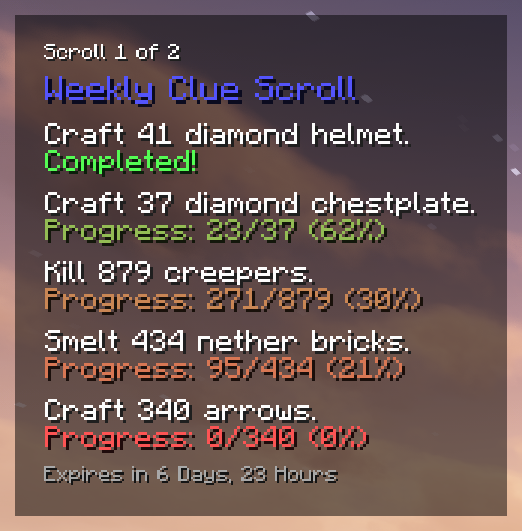 Scroll 1 of 2
Weekly Clue Scroll
Craft 41 diamond helmet.
Completed!
Craft 37 diamond chestplate.
Progress: 23/37 (62%)
Kill 879 creepers.
Progress: 271/879 (30%)
Smelt 434 nether bricks.
Progress: 95/434 (21%)
Craft 340 arrows.
Progress: 0/340 (0%)
Expires in 6 Days, 23 Hours